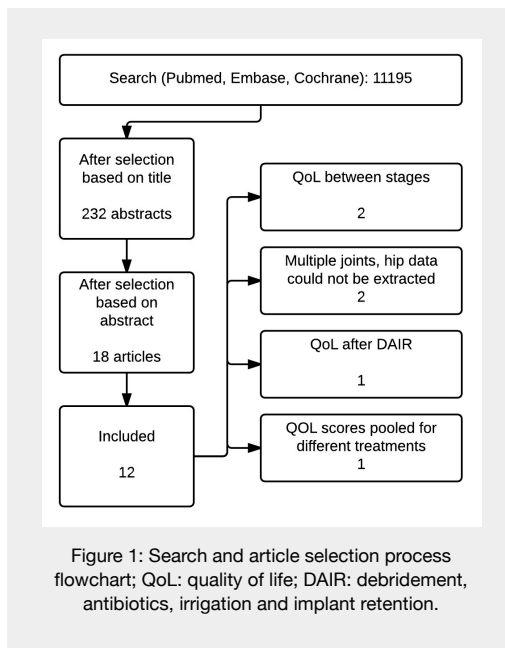 Search (Pubmed, Embase, Cochrane): 11195
After selection
based on title
232 abstracts
After selection
based on
abstract
18 articles
Included
12
QoL between stages
2
Multiple joints, hip data
could not be extracted
2
QoL after DAIR
1
QOL scores pooled for
different treatments
1
Figure 1: Search and article selection process
flowchart; QoL: quality of life; DAIR: debridement,
antibiotics, irrigation and implant retention.